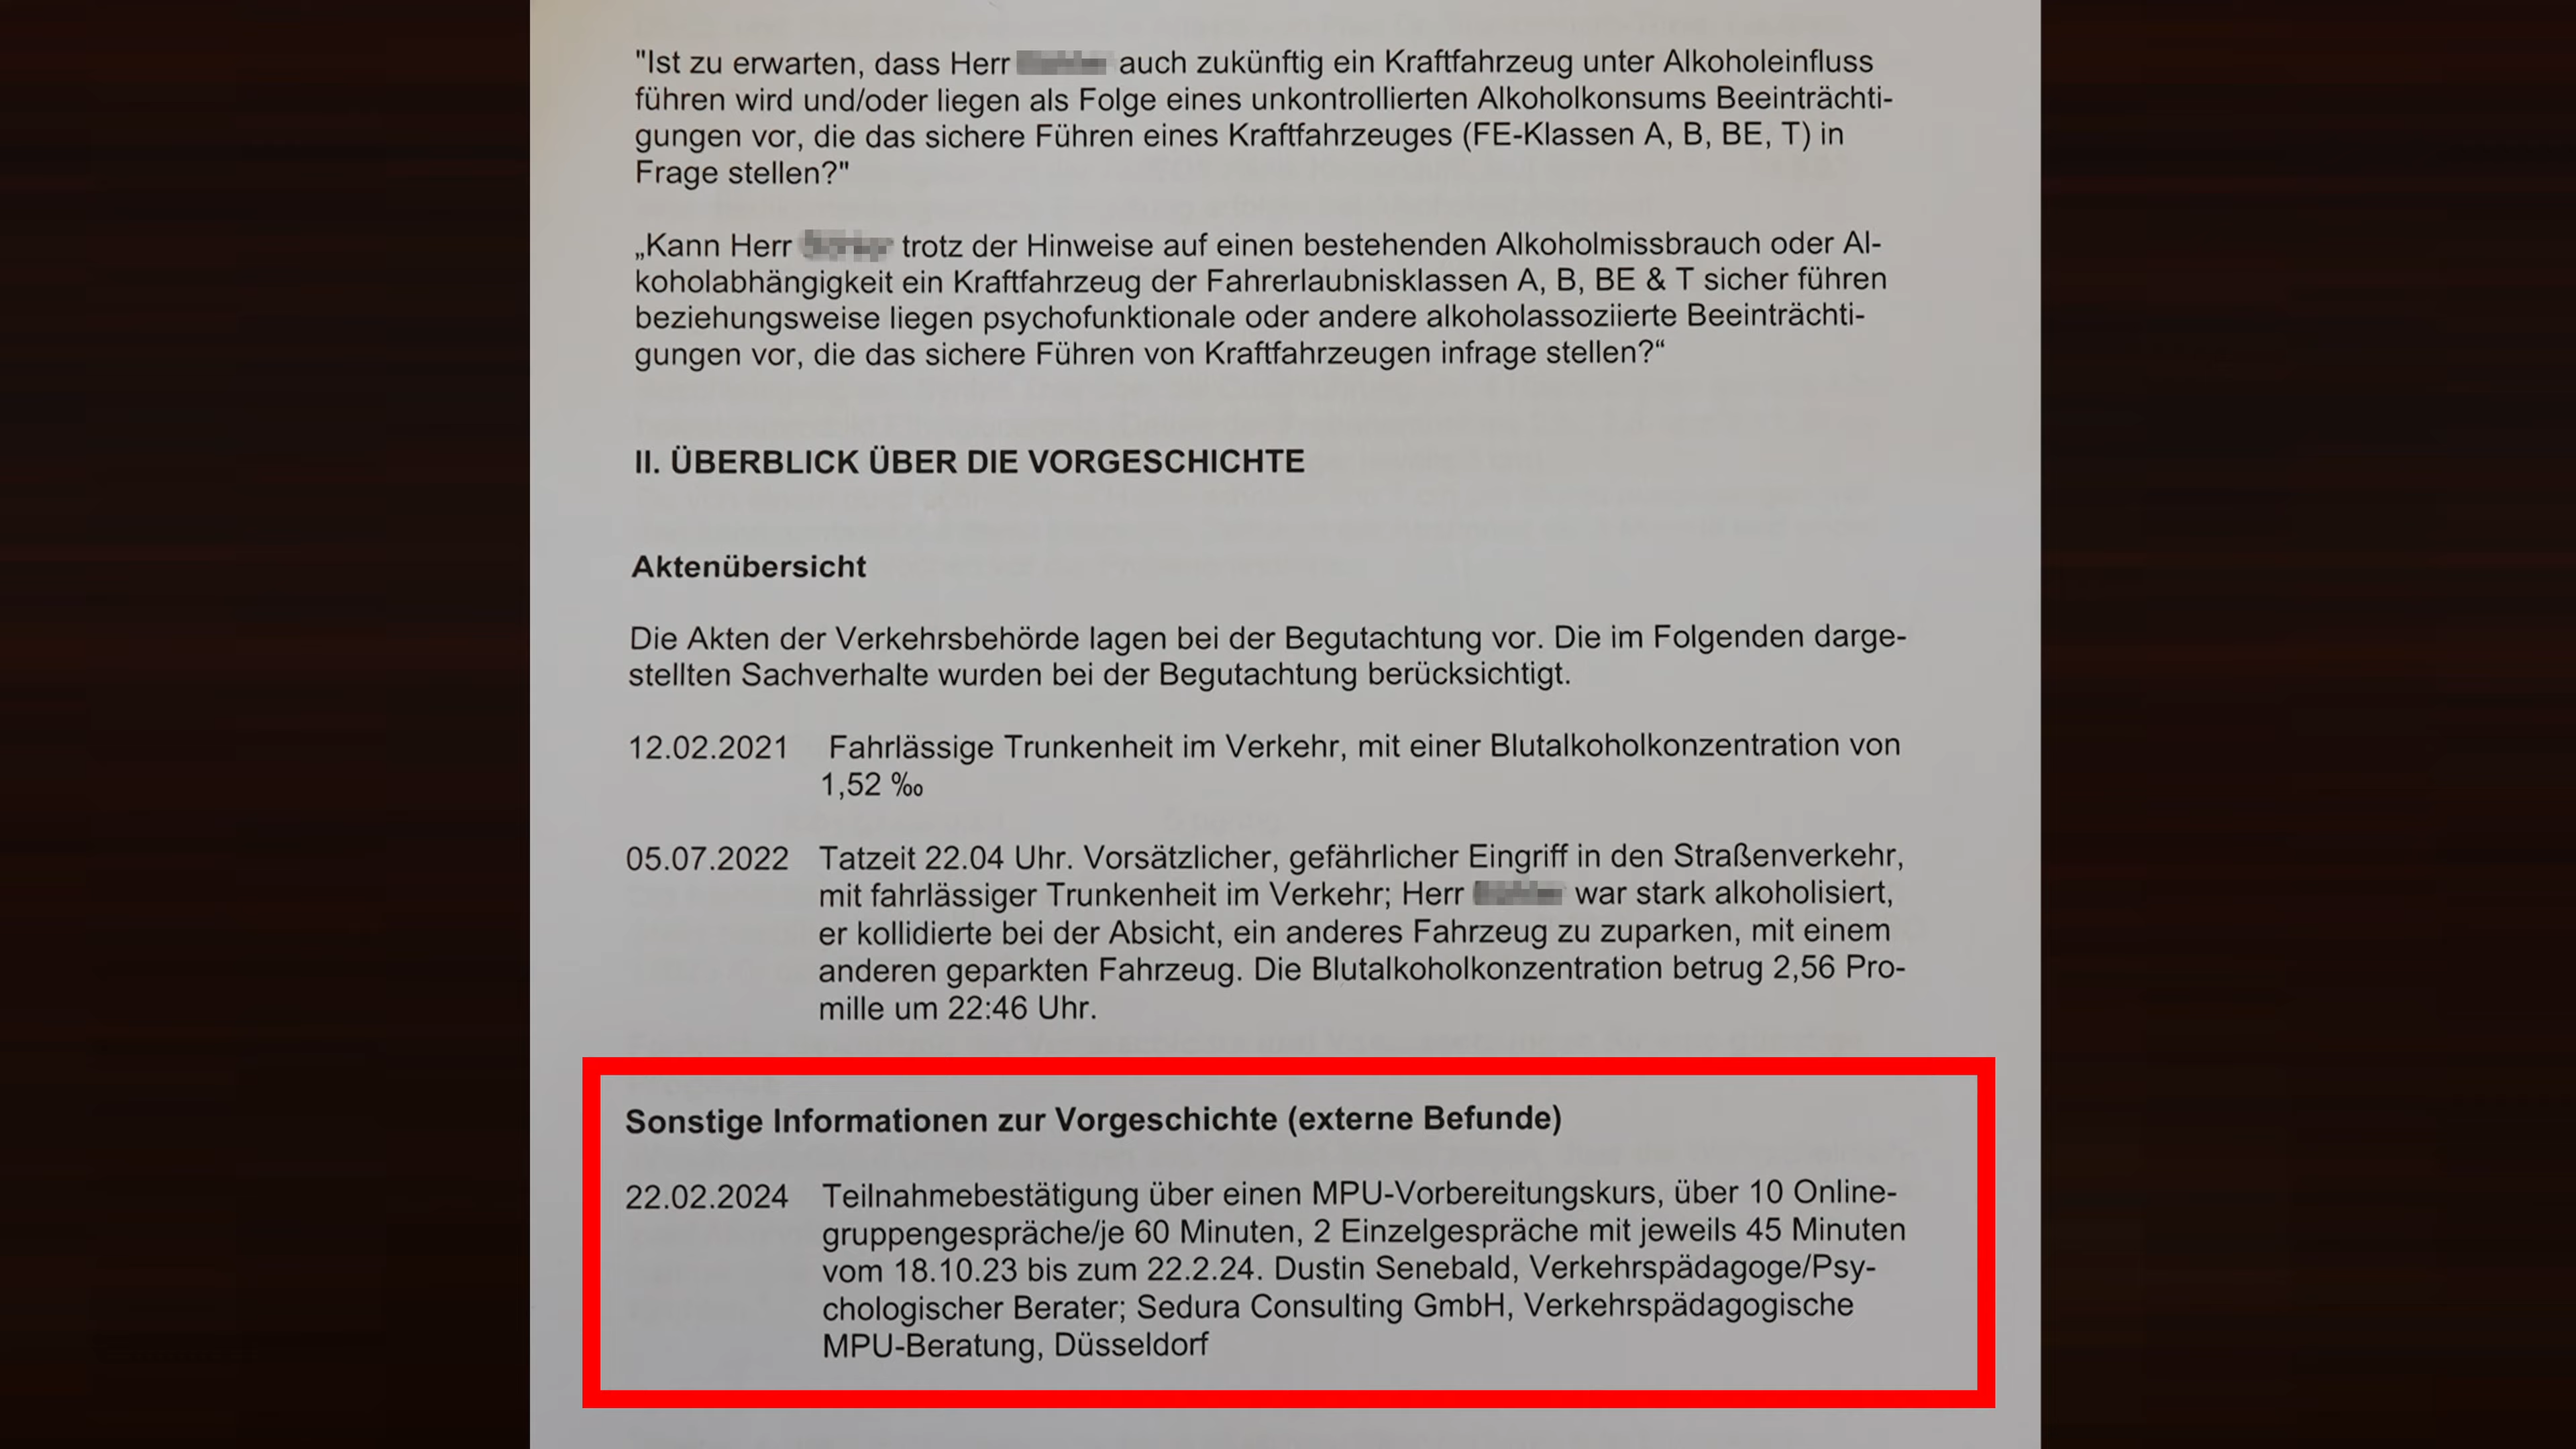 "Ist zu erwarten, dass Herr auch zukünftig ein Kraftfahrzeug unter Alkoholeinfluss
führen wird und/oder liegen als Folge eines unkontrollierten Alkoholkonsums Beeinträchti-
gungen vor, die das sichere Führen eines Kraftfahrzeuges (FE-Klassen A, B, BE, T) in
Frage stellen?"
„Kann Herr trotz der Hinweise auf einen bestehenden Alkoholmissbrauch oder Al-
koholabhängigkeit ein Kraftfahrzeug der Fahrerlaubnisklassen A, B, BE & T sicher führen
beziehungsweise liegen psychofunktionale oder andere alkoholassoziierte Beeinträchti-
gungen vor, die das sichere Führen von Kraftfahrzeugen infrage stellen?“
II. ÜBERBLICK ÜBER DIE VORGESCHICHTE
Aktenübersicht
Die Akten der Verkehrsbehörde lagen bei der Begutachtung vor. Die im Folgenden darge-
stellten Sachverhalte wurden bei der Begutachtung berücksichtigt.
12.02.2021 Fahrlässige Trunkenheit im Verkehr, mit einer Blutalkoholkonzentration von
1,52 ‰
05.07.2022 Tatzeit 22.04 Uhr. Vorsätzlicher, gefährlicher Eingriff in den Straßenverkehr,
mit fahrlässiger Trunkenheit im Verkehr; Herr war stark alkoholisiert,
er kollidierte bei der Absicht, ein anderes Fahrzeug zu zuparken, mit einem
anderen geparkten Fahrzeug. Die Blutalkoholkonzentration betrug 2,56 Pro-
mille um 22:46 Uhr.
Sonstige Informationen zur Vorgeschichte (externe Befunde)
22.02.2024 Teilnahmebestätigung über einen MPU-Vorbereitungskurs, über 10 Online-
gruppengespräche/je 60 Minuten, 2 Einzelgespräche mit jeweils 45 Minuten
vom 18.10.23 bis zum 22.2.24. Dustin Senebald, Verkehrspädagoge/Psy-
chologischer Berater; Sedura Consulting GmbH, Verkehrspädagogische
MPU-Beratung, Düsseldorf